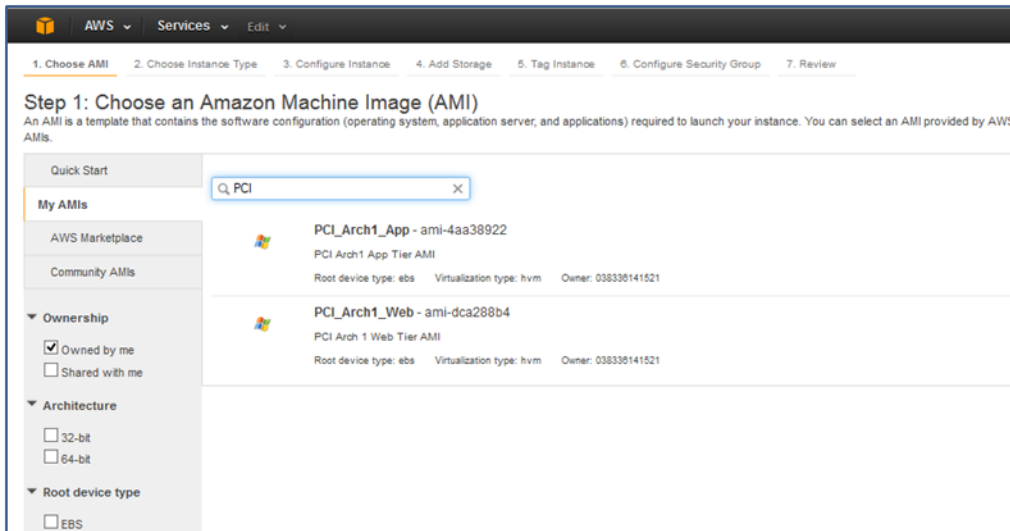 AWS Services Edit
1. Choose AMI 2. Choose Instance Type 3. Configure Instance 4. Add Storage 5. Tag Instance 6. Configure Security Group 7. Review
Step 1: Choose an Amazon Machine Image (AMI)
An AMI is a template that contains the software configuration (operating system, application server, and applications) required to launch your instance. You can select an AMI provided by AWS
AMIs.
Quick Start
My AMIs
AWS Marketplace
Community AMIs
Ownership
Owned by me
Shared with me
Architecture
32-bit
64-bit
Root device type
EBS
PCI
PCI_Arch1_App - ami-4aa38922
PCI Arch1 App Tier AMI
Root device type: ebs Virtualization type: hvm Owner: 038336141521
PCI_Arch1_Web - ami-dca288b4
PCI Arch 1 Web Tier AMI
Root device type: ebs Virtualization type: hvm Owner: 038336141521